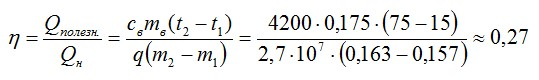 η = Q_полезн. / Q_н = c_в m_в (t_2 − t_1) / q(m_2 − m_1) = 4200·0,175·(75−15) / 2,7·10^7·(0,163−0,157) ≈ 0,27